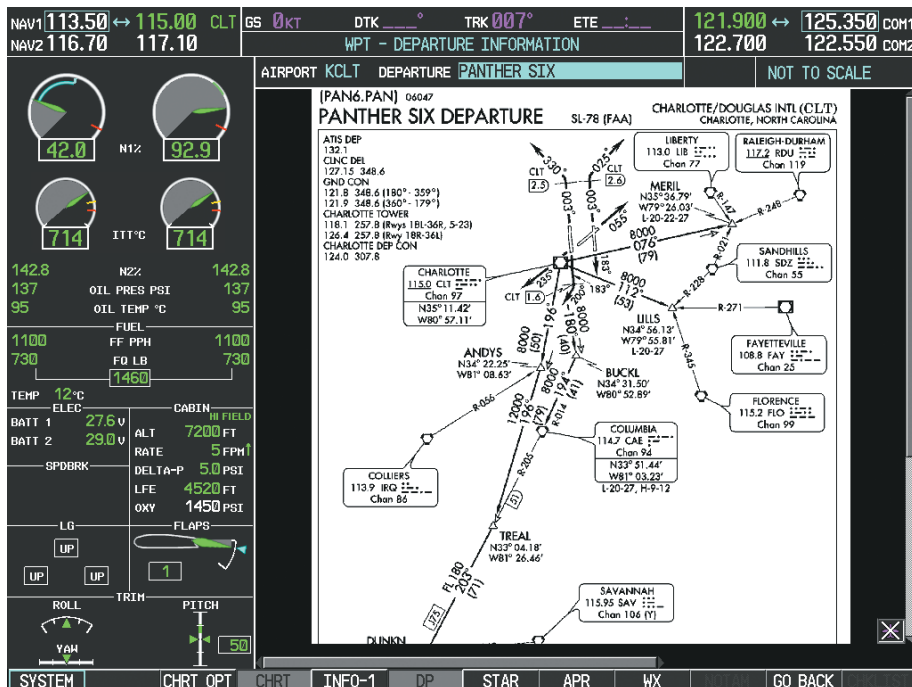 NAV1 113.50 ↔ 115.00 CLT
NAV2 116.70 117.10
GS 0KT DTK ___° TRK 007° ETE __:__
WPT - DEPARTURE INFORMATION
121.900 ↔ 125.350 COM1
122.700 122.550 COM2
AIRPORT KCLT DEPARTURE PANTHER SIX
NOT TO SCALE
42.0 N1% 92.9
714 ITT°C 714
142.8 N2% 142.8
137 OIL PRES PSI 137
95 OIL TEMP °C 95
FUEL
1100 FF PPH 1100
730 FQ LB 730
1460
TEMP 12°C
ELEC
BATT 1 27.6 V
BATT 2 29.0 V
SPDBRK
CABIN
HI FIELD
ALT 7200 FT
RATE 5 FPM↑
DELTA-P 5.0 PSI
LFE 4520 FT
OXY 1450 PSI
LG
UP
UP UP
FLAPS
1
TRIM
ROLL
YAW
PITCH
50
(PAN6.PAN) 06047
PANTHER SIX DEPARTURE
SL-78 (FAA)
CHARLOTTE/DOUGLAS INTL (CLT)
CHARLOTTE, NORTH CAROLINA
ATIS DEP
132.1
CLNC DEL
127.15 348.6
GND CON
121.8 348.6 (180° - 359°)
121.9 348.6 (360° - 179°)
CHARLOTTE TOWER
118.1 257.8 (Rwys 18L-36R, 5-23)
126.4 257.8 (Rwy 18R-36L)
CHARLOTTE DEP CON
124.0 307.8
330
025°
CLT
2.5
CLT
2.6
003°
003°
055°
183°
183°
235°
200°
CLT 1.6
LIBERTY
113.0 LIB
Chan 77
RALEIGH-DURHAM
117.2 RDU
Chan 119
MERIL
N35°36.79'
W79°26.03'
L-20-22-27
R-147
R-248
R-021
8000
076°
(79)
SANDHILLS
111.8 SDZ
Chan 55
R-228
CHARLOTTE
115.0 CLT
Chan 97
N35°11.42'
W80°57.11'
8000
112°
(53)
LILLS
N34°56.13'
W79°55.81'
L-20-27
R-271
FAYETTEVILLE
108.8 FAY
Chan 25
R-345
FLORENCE
115.2 FLO
Chan 99
196°
8000
(50)
180°
8000
(40)
ANDYS
N34°22.25'
W81°08.63'
BUCKL
N34°31.50'
W80°52.89'
R-056
8000
194°
(41)
R-014
12000
196°
(79)
COLUMBIA
114.7 CAE
Chan 94
N33°51.44'
W81°03.23'
L-20-27, H-9-12
COLLIERS
113.9 IRQ
Chan 86
R-205
51
TREAL
N33°04.18'
W81°26.46'
FL180
203°
(71)
J75
SAVANNAH
115.95 SAV
Chan 106 (Y)
DUNKN
SYSTEM CHRT OPT CHRT INFO-1 DP STAR APR WX NOTAM GO BACK CHKLIST